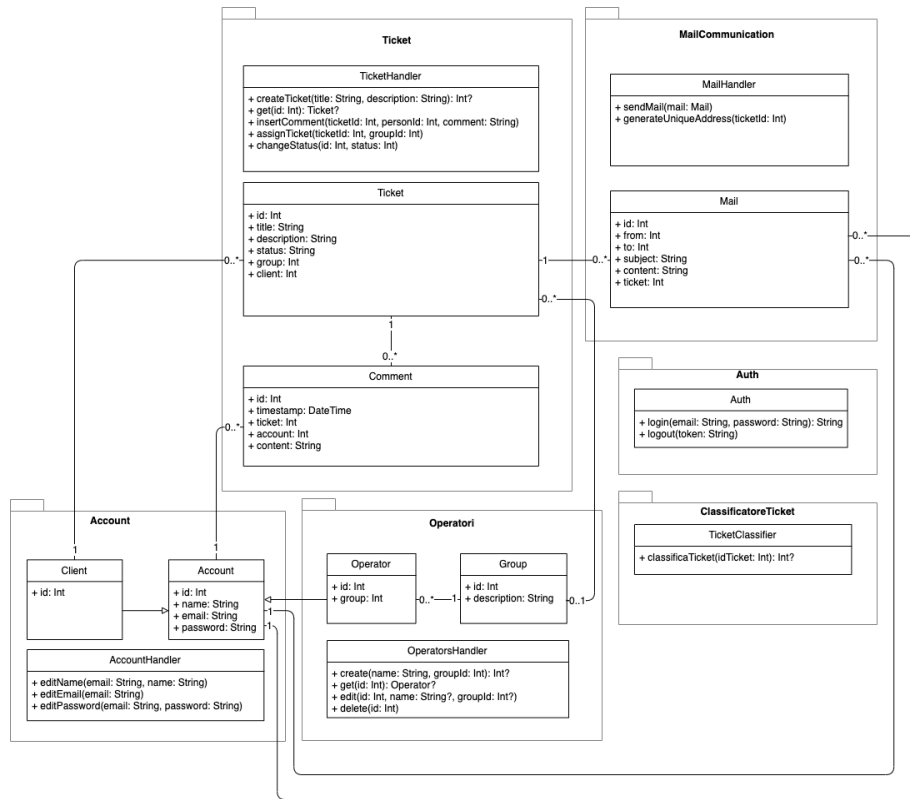 Ticket
TicketHandler
+ createTicket(title: String, description: String): Int?
+ get(id: Int): Ticket?
+ insertComment(ticketId: Int, personId: Int, comment: String)
+ assignTicket(ticketId: Int, groupId: Int)
+ changeStatus(id: Int, status: Int)
Ticket
+ id: Int
+ title: String
+ description: String
+ status: String
+ group: Int
+ client: Int
0..*
1
0..*
1
0..*
Comment
+ id: Int
+ timestamp: DateTime
+ ticket: Int
+ account: Int
+ content: String
0..*
MailCommunication
MailHandler
+ sendMail(mail: Mail)
+ generateUniqueAddress(ticketId: Int)
Mail
+ id: Int
+ from: Int
+ to: Int
+ subject: String
+ content: String
+ ticket: Int
0..*
0..*
0..*
Auth
Auth
+ login(email: String, password: String): String
+ logout(token: String)
ClassificatoreTicket
TicketClassifier
+ classificaTicket(idTicket: Int): Int?
Account
1
1
Client
+ id: Int
Account
+ id: Int
+ name: String
+ email: String
+ password: String
1
1
AccountHandler
+ editName(email: String, name: String)
+ editEmail(email: String)
+ editPassword(email: String, password: String)
Operatori
Operator
+ id: Int
+ group: Int
0..*
1
Group
+ id: Int
+ description: String
0..1
OperatorsHandler
+ create(name: String, groupId: Int): Int?
+ get(id: Int): Operator?
+ edit(id: Int, name: String?, groupId: Int?)
+ delete(id: Int)